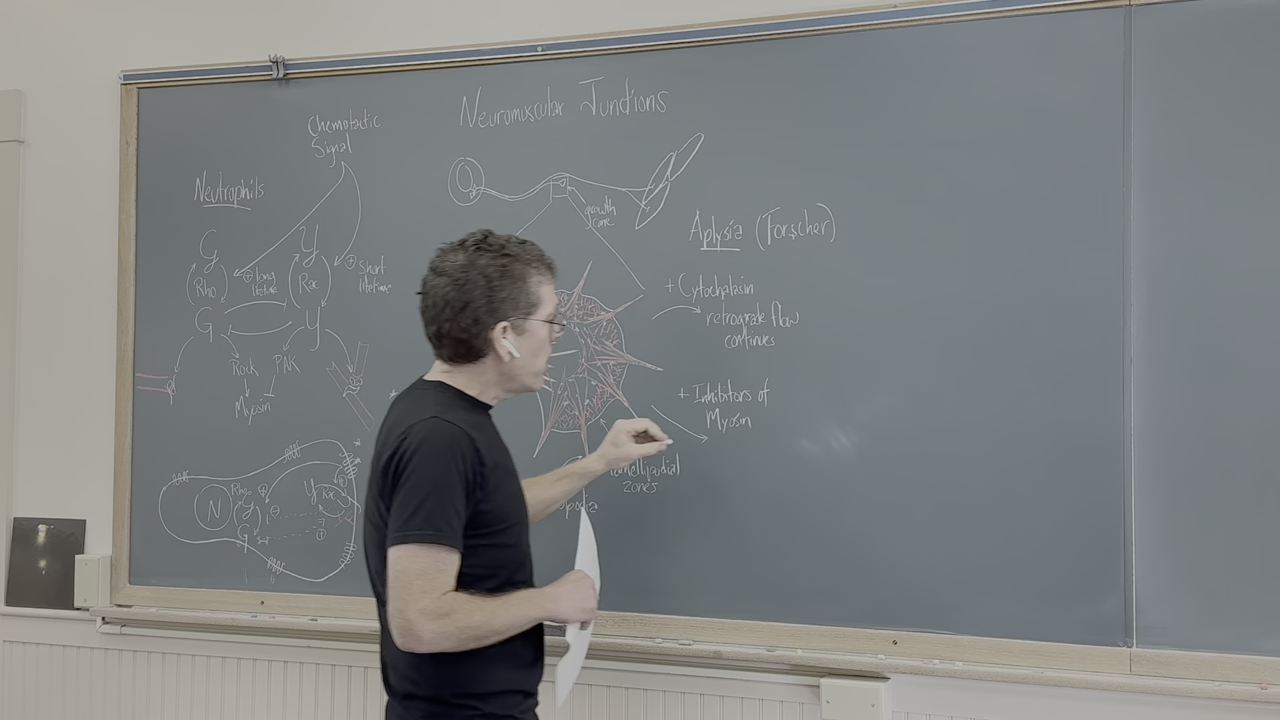 Neuromuscular Junctions
Chemotactic
Signal
Neutrophils
growth
cone
Aplysia (Forscher)
G
Y
Rho
⊕ long
lifetime
Rac
⊕ Short
lifetime
G
Y
+ Cytochalasin
retrograde flow
continues
Rock
PAK
Myosin
+ Inhibitors of
Myosin
lamellipodial
zones
N
Rho
⊕
Y
Rac
G